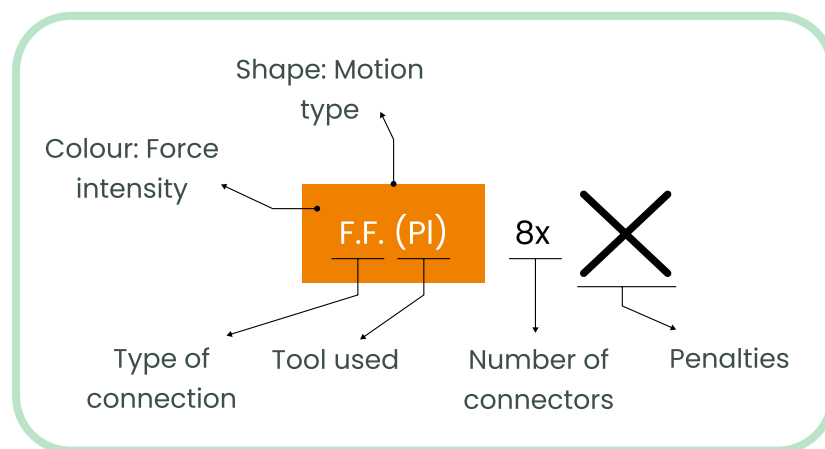 Shape: Motion
type
Colour: Force
intensity
F.F. (Pl) 8x
Type of
connection
Tool used
Number of
connectors
Penalties